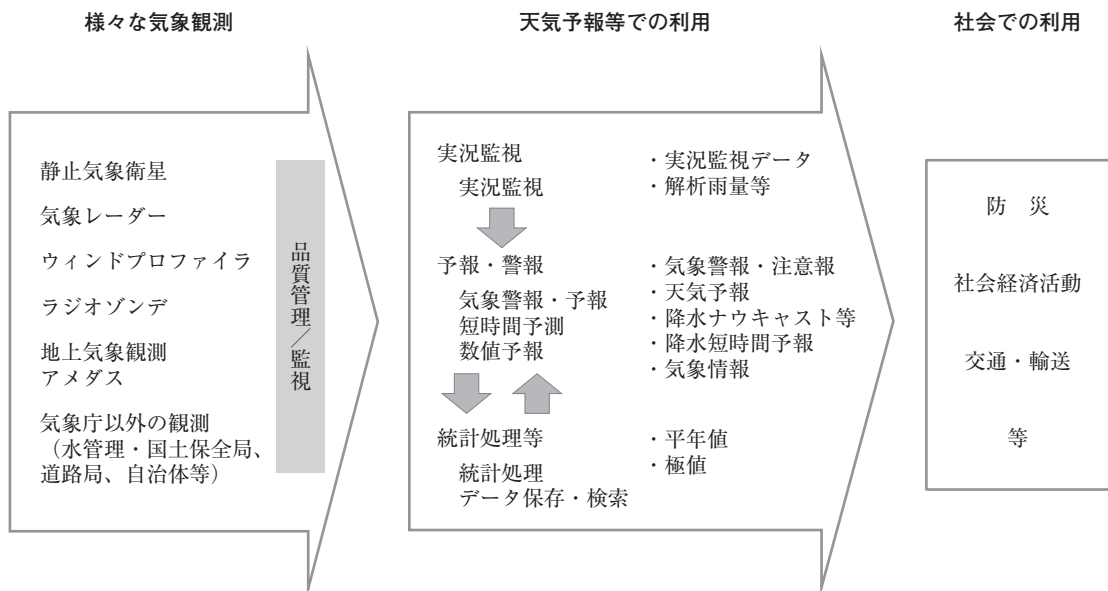 様々な気象観測
静止気象衛星
気象レーダー
ウィンドプロファイラ
ラジオゾンデ
地上気象観測
アメダス
気象庁以外の観測
（水管理・国土保全局、
道路局、自治体等）
品質管理／監視
天気予報等での利用
実況監視
実況監視
・実況監視データ
・解析雨量等
予報・警報
気象警報・予報
短時間予測
数値予報
・気象警報・注意報
・天気予報
・降水ナウキャスト等
・降水短時間予報
・気象情報
統計処理等
統計処理
データ保存・検索
・平年値
・極値
社会での利用
防　災
社会経済活動
交通・輸送
等